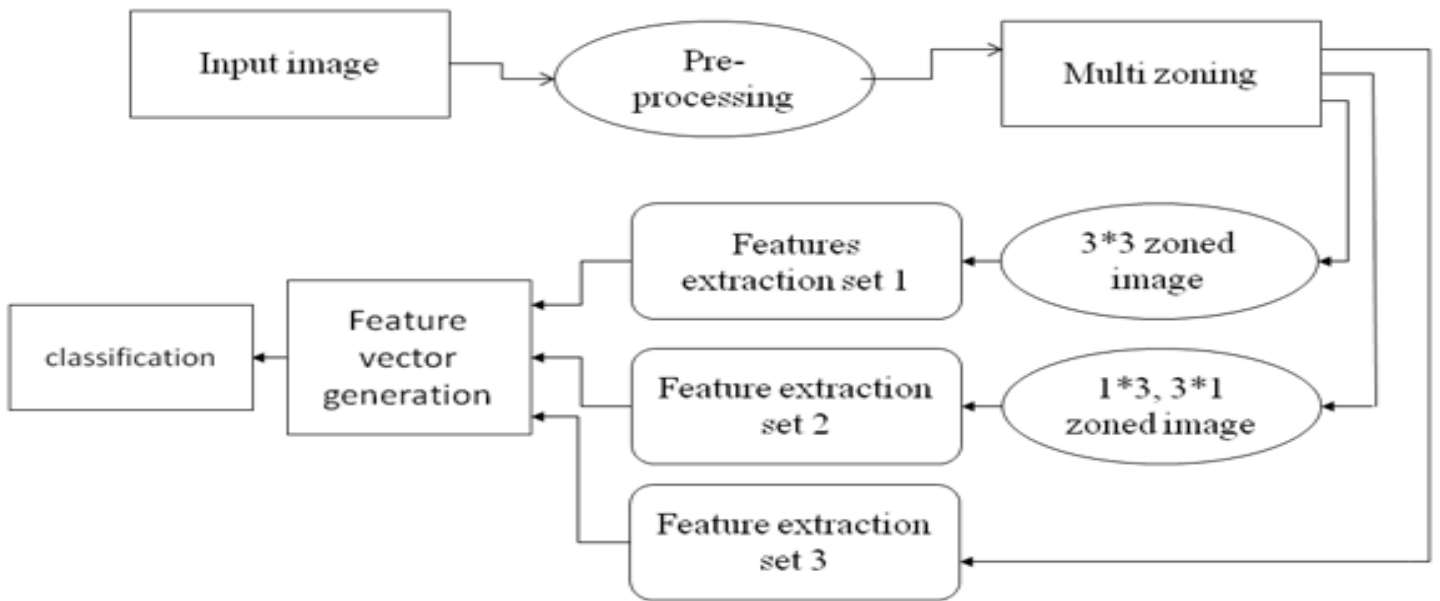 Input image
Pre-
processing
Multi zoning
Features
extraction set 1
3*3 zoned
image
Feature
vector
generation
classification
Feature extraction
set 2
1*3, 3*1
zoned image
Feature extraction
set 3